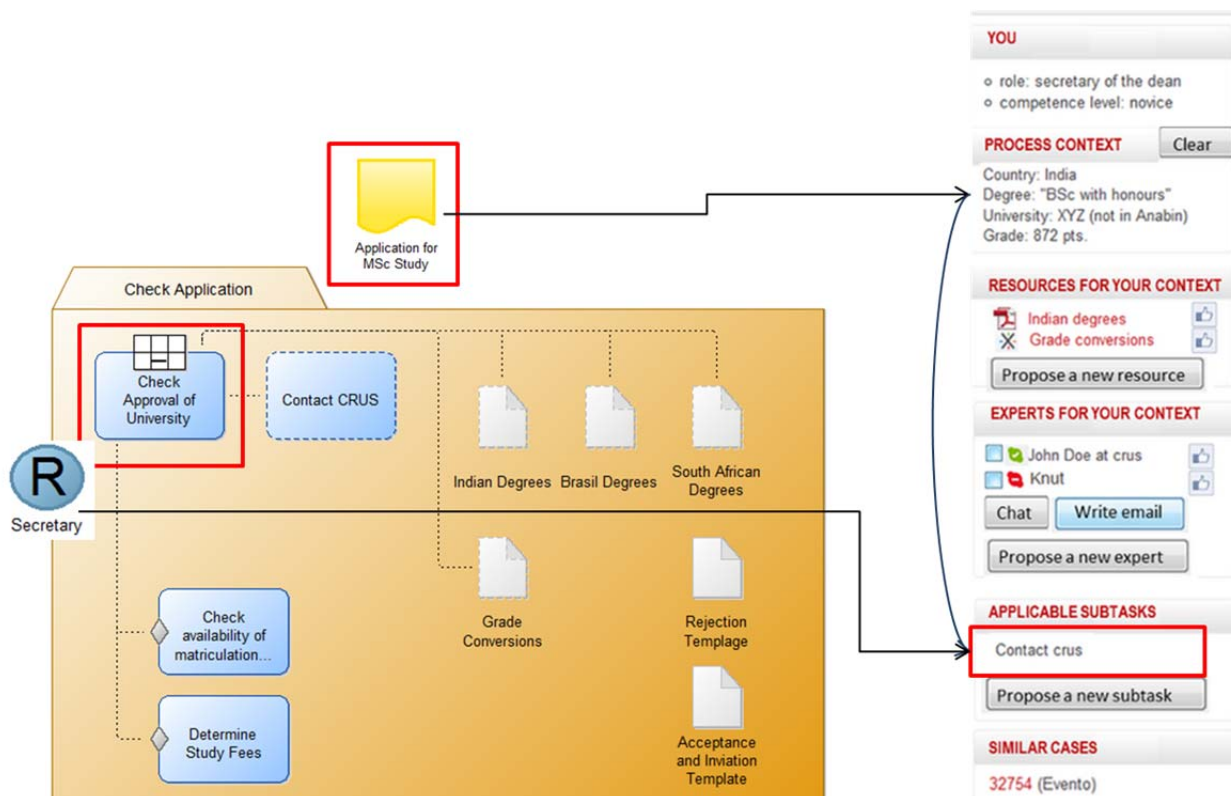 Application for
MSc Study
Check Application
Check
Approval of
University
Contact CRUS
Indian Degrees
Brasil Degrees
South African
Degrees
R
Secretary
Check
availability of
matriculation...
Grade
Conversions
Rejection
Templage
Determine
Study Fees
Acceptance
and Inviation
Template
YOU
role: secretary of the dean
competence level: novice
PROCESS CONTEXT
Clear
Country: India
Degree: "BSc with honours"
University: XYZ (not in Anabin)
Grade: 872 pts.
RESOURCES FOR YOUR CONTEXT
Indian degrees
Grade conversions
Propose a new resource
EXPERTS FOR YOUR CONTEXT
John Doe at crus
Knut
Chat
Write email
Propose a new expert
APPLICABLE SUBTASKS
Contact crus
Propose a new subtask
SIMILAR CASES
32754 (Evento)